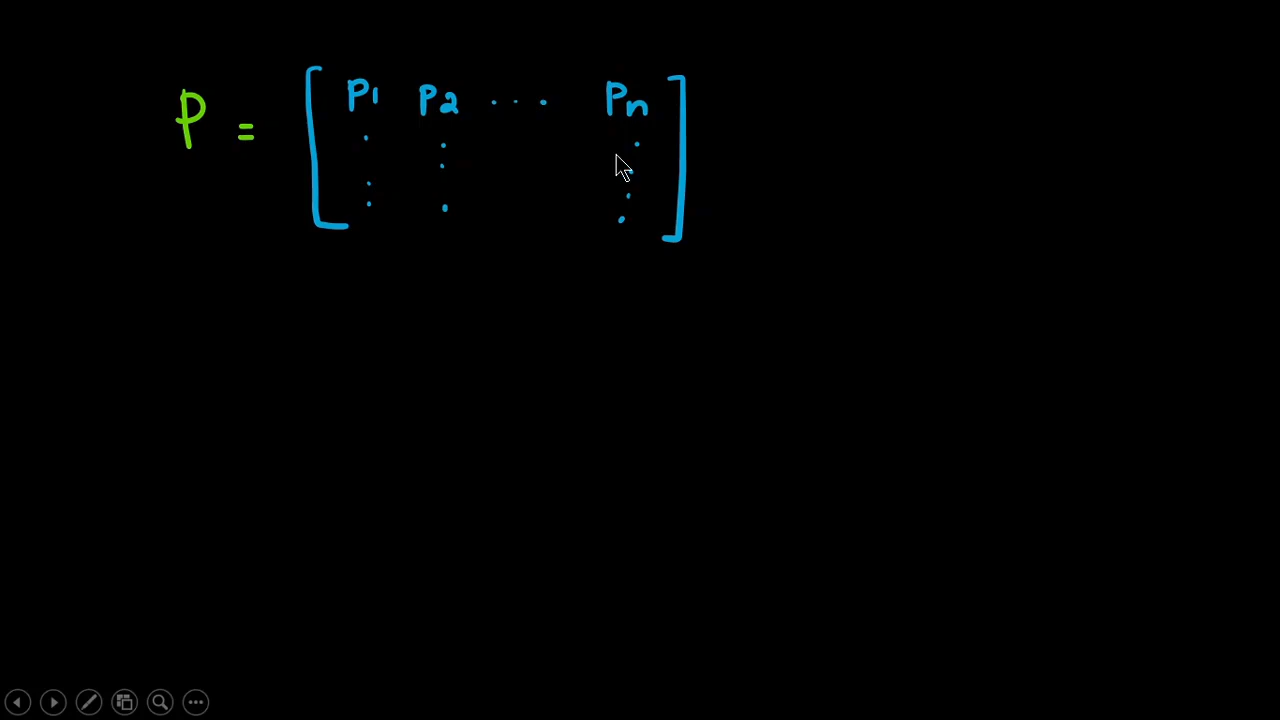 P = [ P1 P2 ... Pn ]